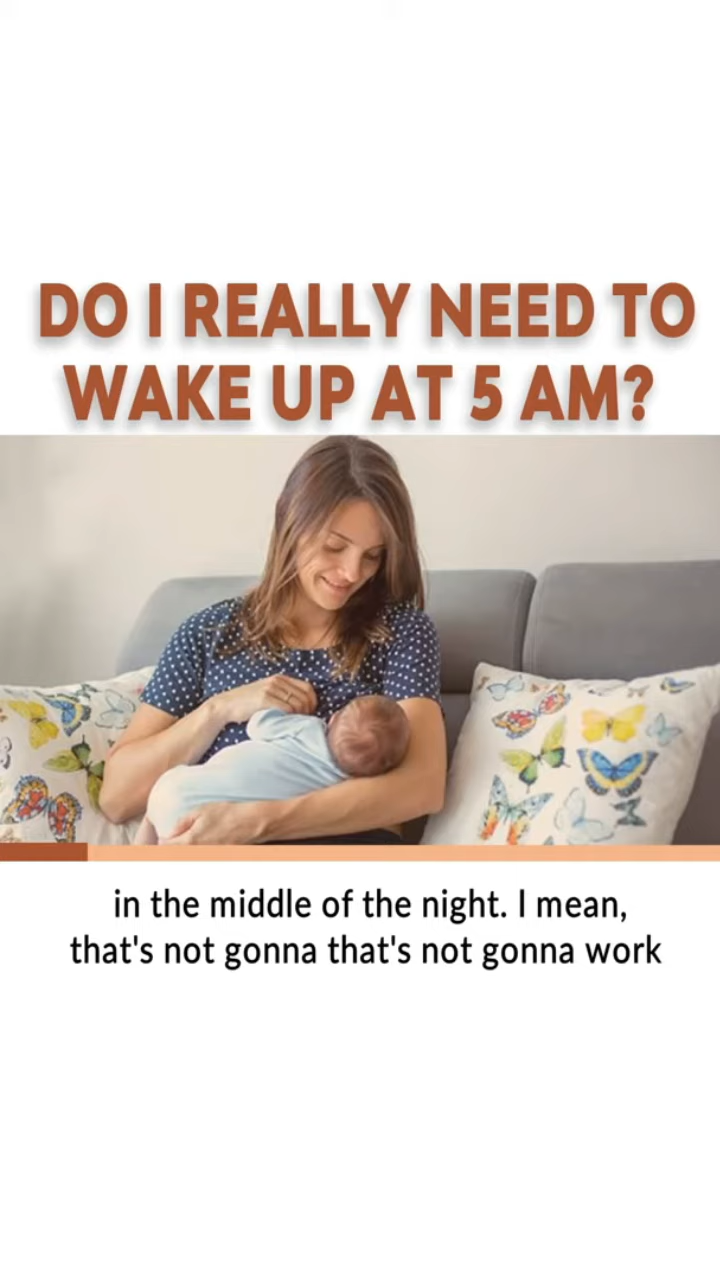 DO I REALLY NEED TO
WAKE UP AT 5 AM?
in the middle of the night. I mean,
that's not gonna that's not gonna work